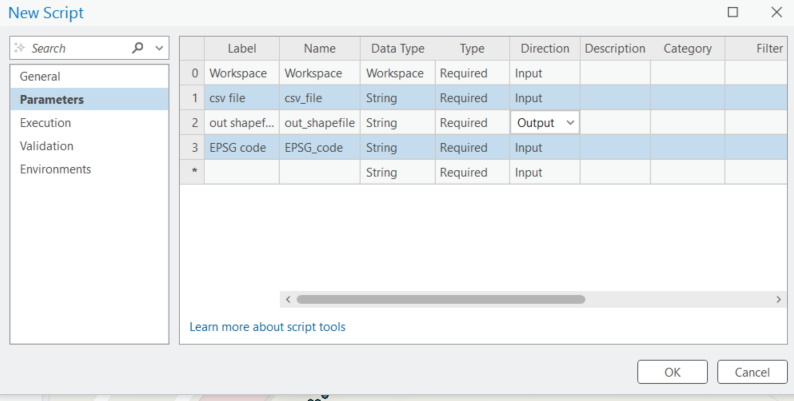 New Script
Search
General
Parameters
Execution
Validation
Environments
Label Name Data Type Type Direction Description Category Filter
0 Workspace Workspace Workspace Required Input
1 csv file csv_file String Required Input
2 out shapef... out_shapefile String Required Output
3 EPSG code EPSG_code String Required Input
* String Required Input
Learn more about script tools
OK Cancel